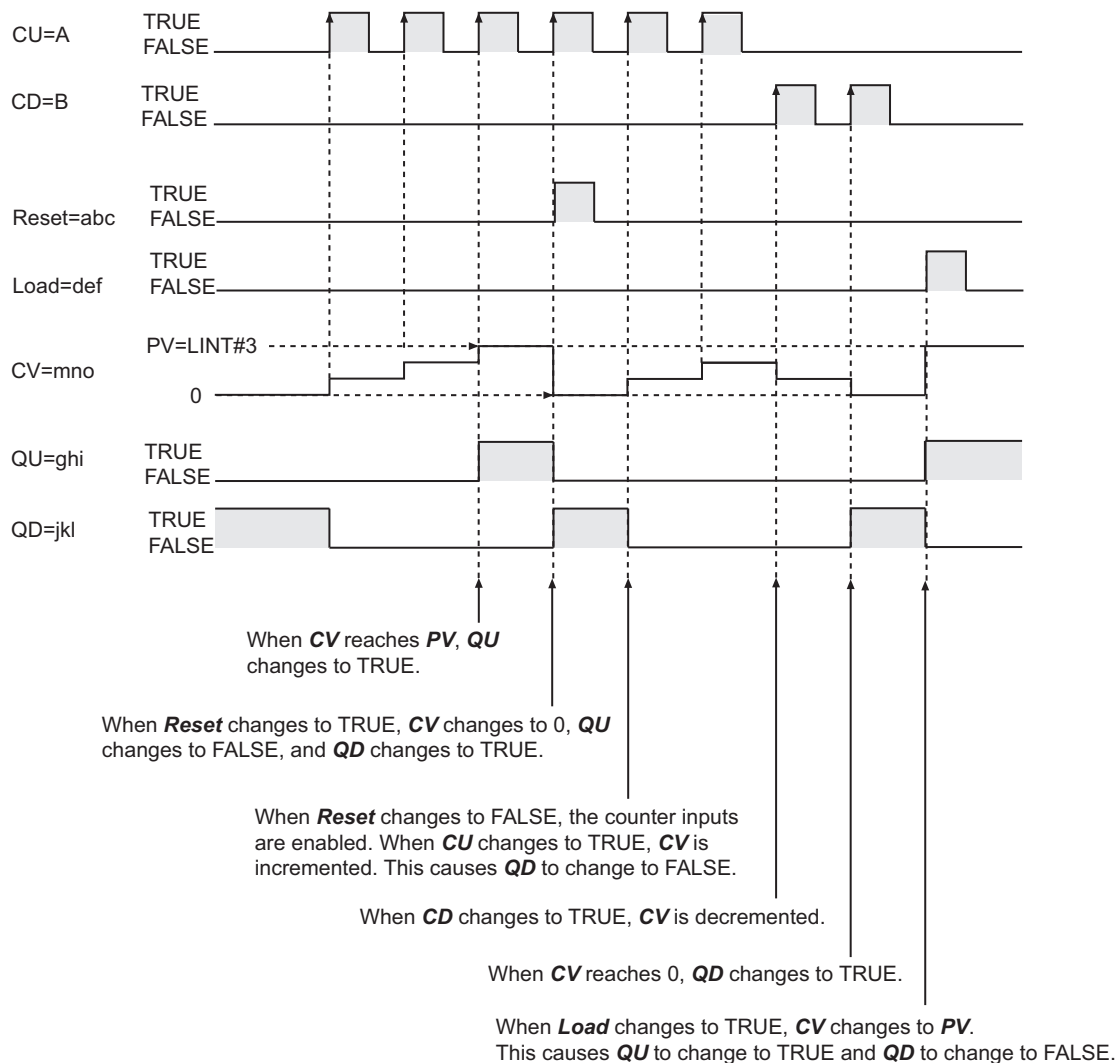 CU=A
TRUE
FALSE
CD=B
TRUE
FALSE
Reset=abc
TRUE
FALSE
Load=def
TRUE
FALSE
CV=mno
PV=LINT#3
0
QU=ghi
TRUE
FALSE
QD=jkl
TRUE
FALSE
When CV reaches PV, QU
changes to TRUE.
When Reset changes to TRUE, CV changes to 0, QU
changes to FALSE, and QD changes to TRUE.
When Reset changes to FALSE, the counter inputs
are enabled. When CU changes to TRUE, CV is
incremented. This causes QD to change to FALSE.
When CD changes to TRUE, CV is decremented.
When CV reaches 0, QD changes to TRUE.
When Load changes to TRUE, CV changes to PV.
This causes QU to change to TRUE and QD to change to FALSE.